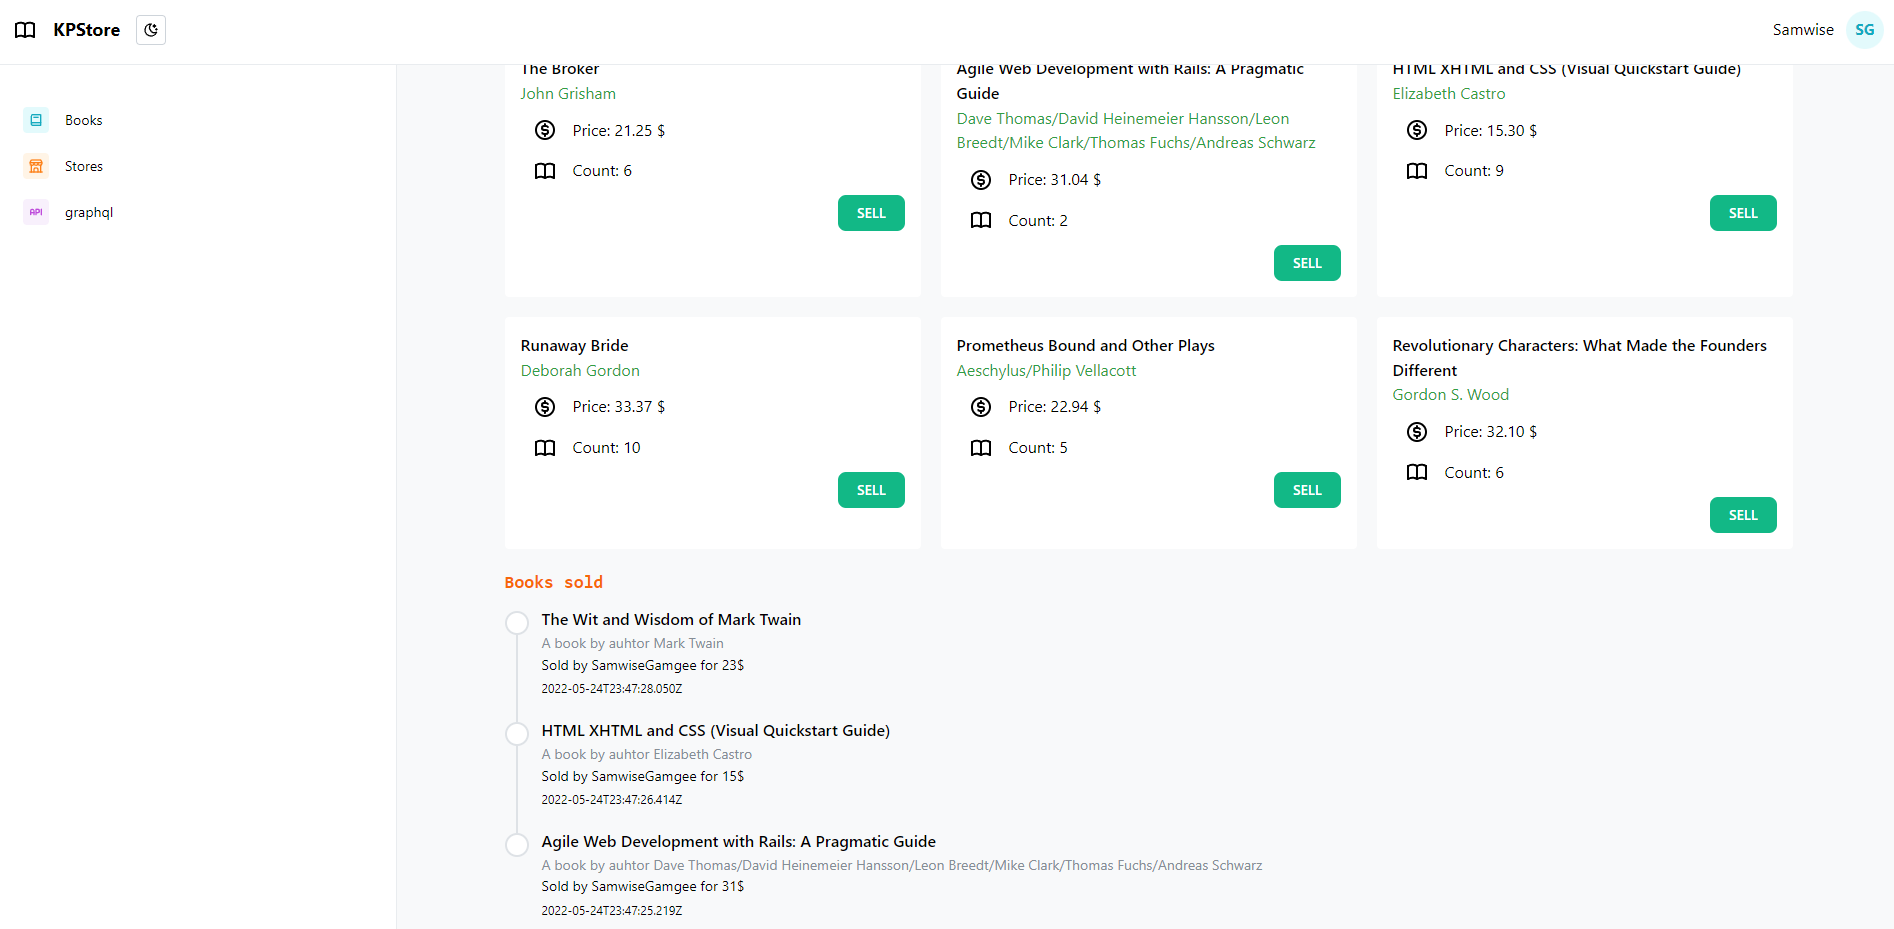 KPStore
Samwise SG
Books
Stores
API graphql
The Broker
John Grisham
Price: 21.25 $
Count: 6
SELL
Agile Web Development with Rails: A Pragmatic
Guide
Dave Thomas/David Heinemeier Hansson/Leon
Breedt/Mike Clark/Thomas Fuchs/Andreas Schwarz
Price: 31.04 $
Count: 2
SELL
HTML XHTML and CSS (Visual Quickstart Guide)
Elizabeth Castro
Price: 15.30 $
Count: 9
SELL
Runaway Bride
Deborah Gordon
Price: 33.37 $
Count: 10
SELL
Prometheus Bound and Other Plays
Aeschylus/Philip Vellacott
Price: 22.94 $
Count: 5
SELL
Revolutionary Characters: What Made the Founders
Different
Gordon S. Wood
Price: 32.10 $
Count: 6
SELL
Books sold
The Wit and Wisdom of Mark Twain
A book by auhtor Mark Twain
Sold by SamwiseGamgee for 23$
2022-05-24T23:47:28.050Z
HTML XHTML and CSS (Visual Quickstart Guide)
A book by auhtor Elizabeth Castro
Sold by SamwiseGamgee for 15$
2022-05-24T23:47:26.414Z
Agile Web Development with Rails: A Pragmatic Guide
A book by auhtor Dave Thomas/David Heinemeier Hansson/Leon Breedt/Mike Clark/Thomas Fuchs/Andreas Schwarz
Sold by SamwiseGamgee for 31$
2022-05-24T23:47:25.219Z